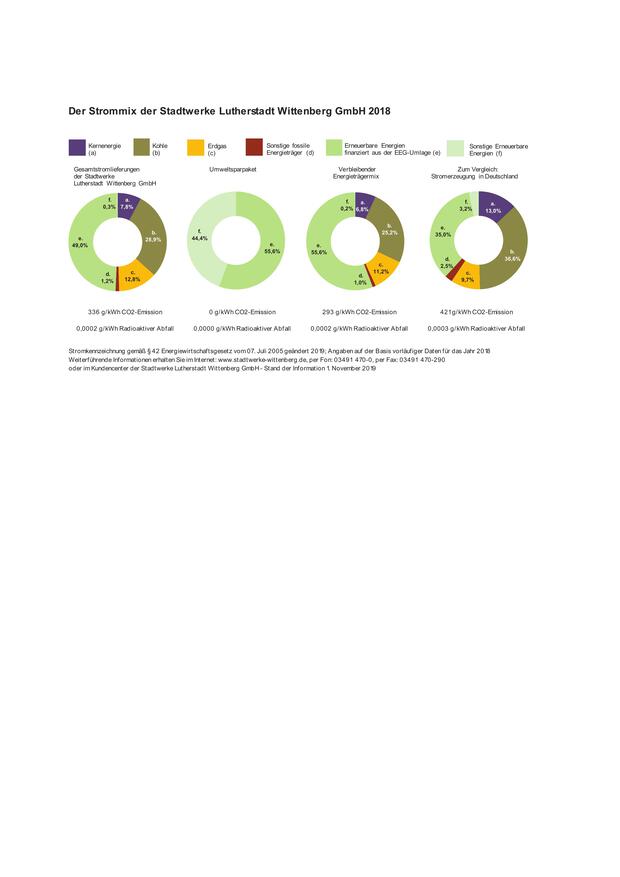 Der Strommix der Stadtwerke Lutherstadt Wittenberg GmbH 2018
Kernenergie
(a)
Kohle
(b)
Erdgas
(c)
Sonstige fossile
Energieträger (d)
Erneuerbare Energien
finanziert aus der EEG-Umlage (e)
Sonstige Erneuerbare
Energien (f)
Gesamtstromlieferungen
der Stadtwerke
Lutherstadt Wittenberg GmbH
f.
0,3%
a.
7,8%
b.
28,9%
c.
12,8%
d.
1,2%
e.
49,0%
336 g/kWh CO2-Emission
0,0002 g/kWh Radioaktiver Abfall
Umweltsparpaket
f.
44,4%
e.
55,6%
0 g/kWh CO2-Emission
0,0000 g/kWh Radioaktiver Abfall
Verbleibender
Energieträgermix
f.
0,2%
a.
6,8%
b.
25,2%
c.
11,2%
d.
1,0%
e.
55,6%
293 g/kWh CO2-Emission
0,0002 g/kWh Radioaktiver Abfall
Zum Vergleich:
Stromerzeugung in Deutschland
f.
3,2%
a.
13,0%
b.
36,6%
c.
9,7%
d.
2,5%
e.
35,0%
421g/kWh CO2-Emission
0,0003 g/kWh Radioaktiver Abfall
Stromkennzeichnung gemäß § 42 Energiewirtschaftsgesetz vom 07. Juli 2005 geändert 2019; Angaben auf der Basis vorläufiger Daten für das Jahr 2018
Weiterführende Informationen erhalten Sie im Internet: www.stadtwerke-wittenberg.de, per Fon: 03491 470-0, per Fax: 03491 470-290
oder im Kundencenter der Stadtwerke Lutherstadt Wittenberg GmbH - Stand der Information 1. November 2019